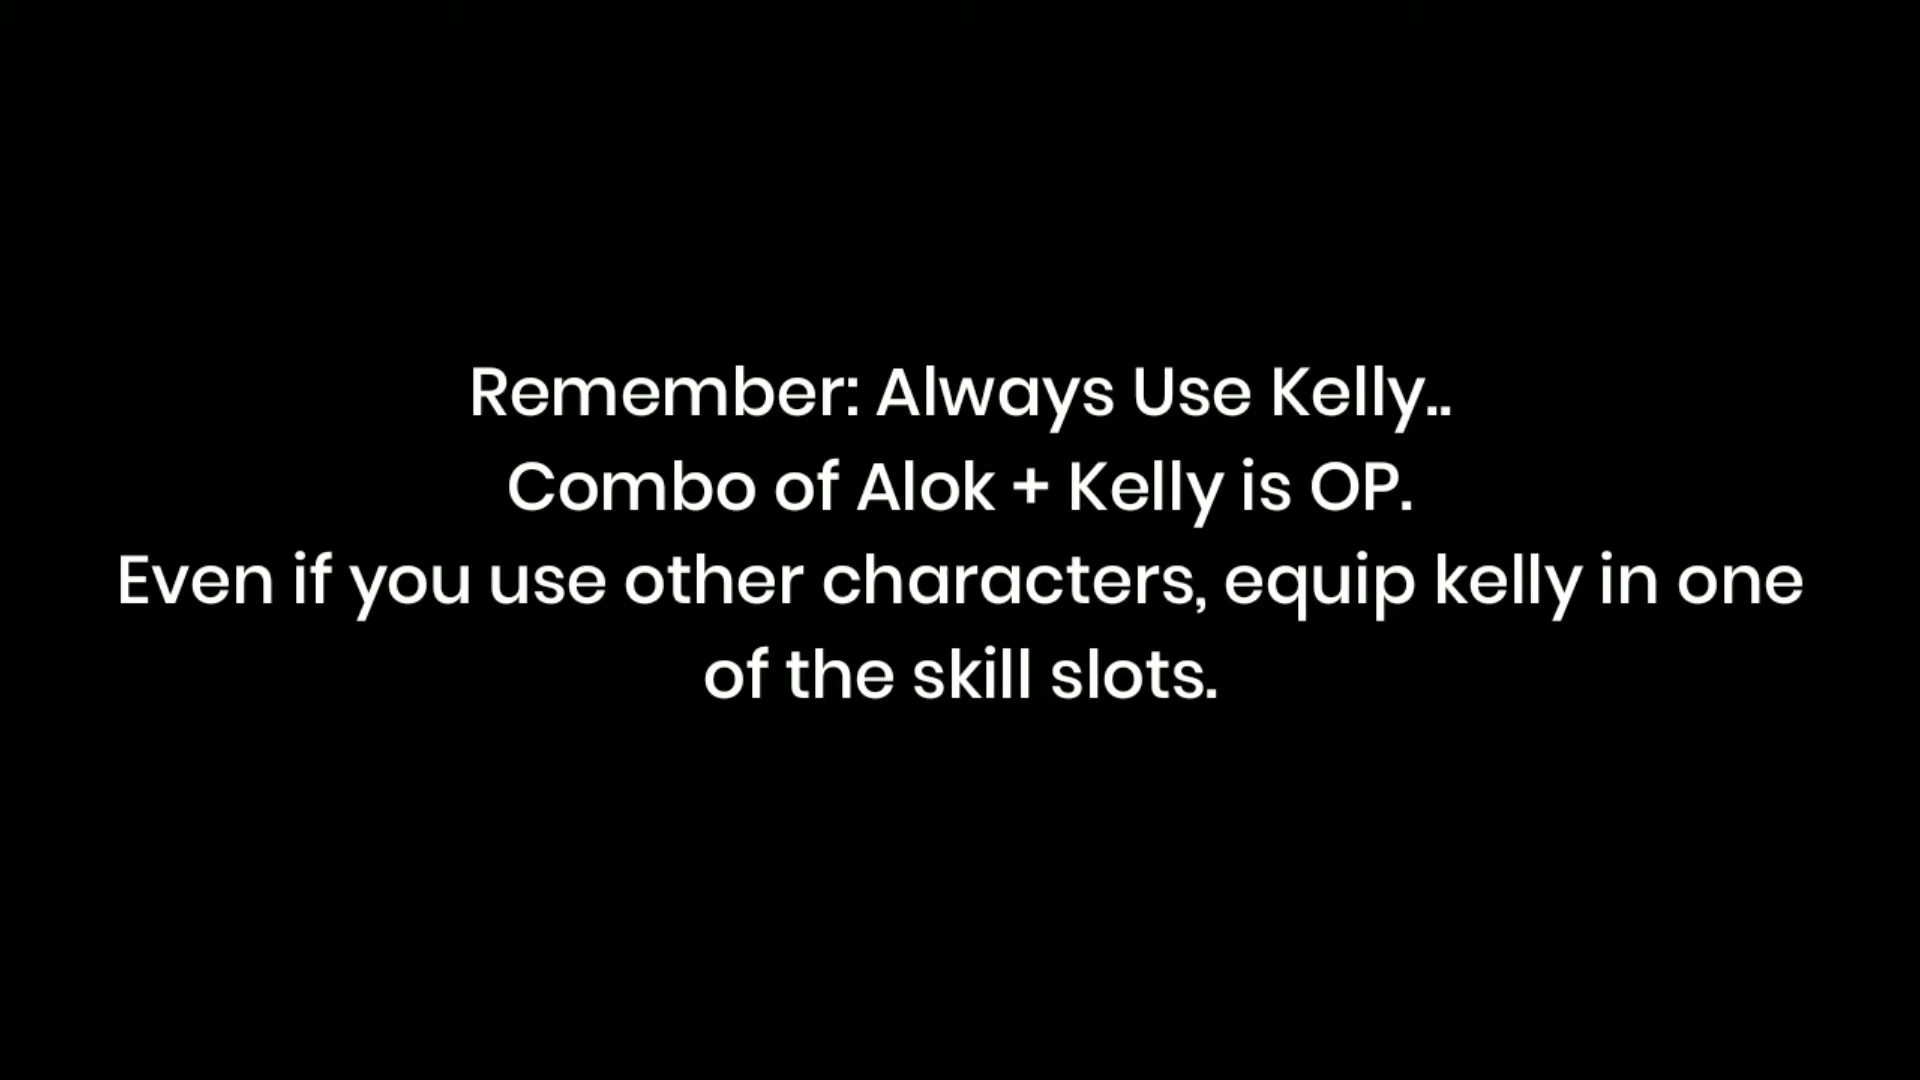 Remember: Always Use Kelly..
Combo of Alok + Kelly is OP.
Even if you use other characters, equip kelly in one
of the skill slots.